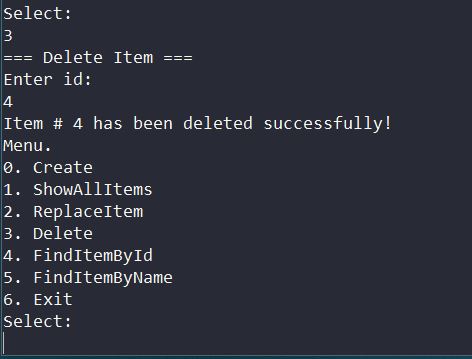 Select:
3
=== Delete Item ===
Enter id:
4
Item # 4 has been deleted successfully!
Menu.
0. Create
1. ShowAllItems
2. ReplaceItem
3. Delete
4. FindItemById
5. FindItemByName
6. Exit
Select: